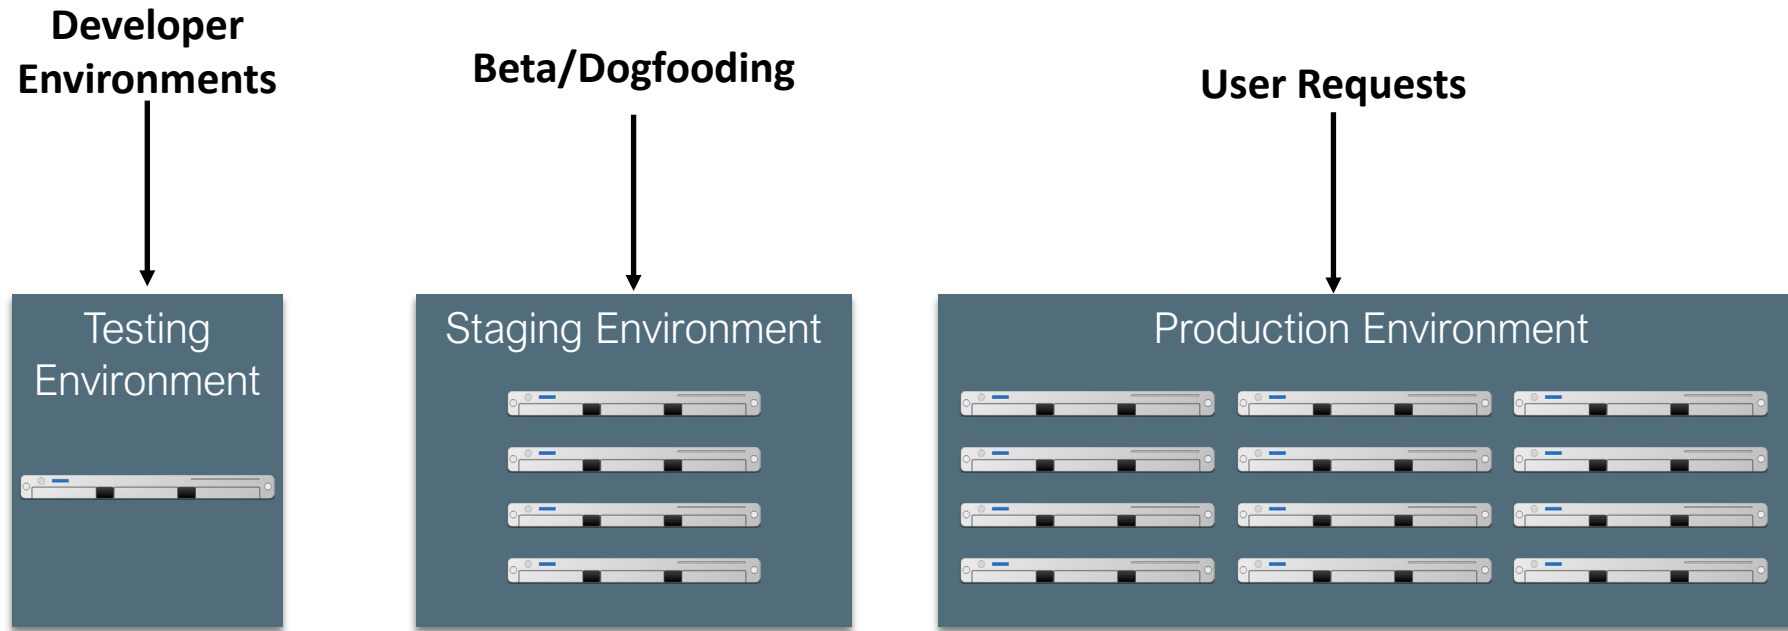 Developer
Environments
Beta/Dogfooding
User Requests
Testing
Environment
Staging Environment
Production Environment